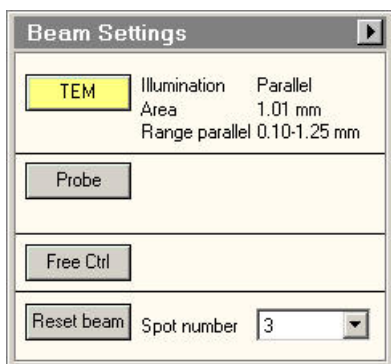 Beam Settings
TEM Illumination Parallel
Area 1.01 mm
Range parallel 0.10-1.25 mm
Probe
Free Ctrl
Reset beam Spot number 3